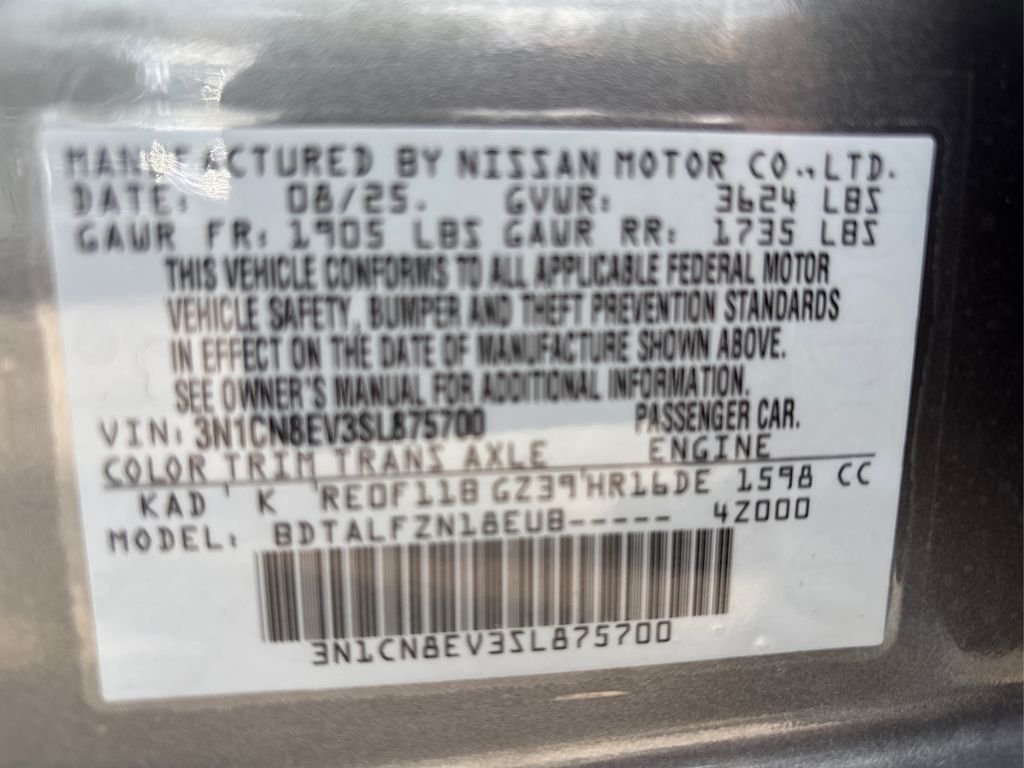 MANUFACTURED BY NISSAN MOTOR CO.,LTD.
DATE: 08/25. GVWR: 3624 LBS
GAWR FR: 1905 LBS GAWR RR: 1735 LBS
THIS VEHICLE CONFORMS TO ALL APPLICABLE FEDERAL MOTOR
VEHICLE SAFETY, BUMPER AND THEFT PREVENTION STANDARDS
IN EFFECT ON THE DATE OF MANUFACTURE SHOWN ABOVE.
SEE OWNER'S MANUAL FOR ADDITIONAL INFORMATION.
VIN: 3N1CN8EV3SL875700 PASSENGER CAR.
COLOR TRIM TRANS AXLE ENGINE
KAD K RE0F11B GZ39 HR16DE 1598 CC
MODEL: BDTALFZN18EUB----- 4Z000
3N1CN8EV3SL875700